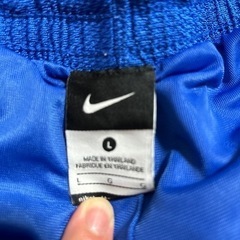 L
MADE IN THAILAND
FABRIQUÉ EN THAÏLANDE
L G G